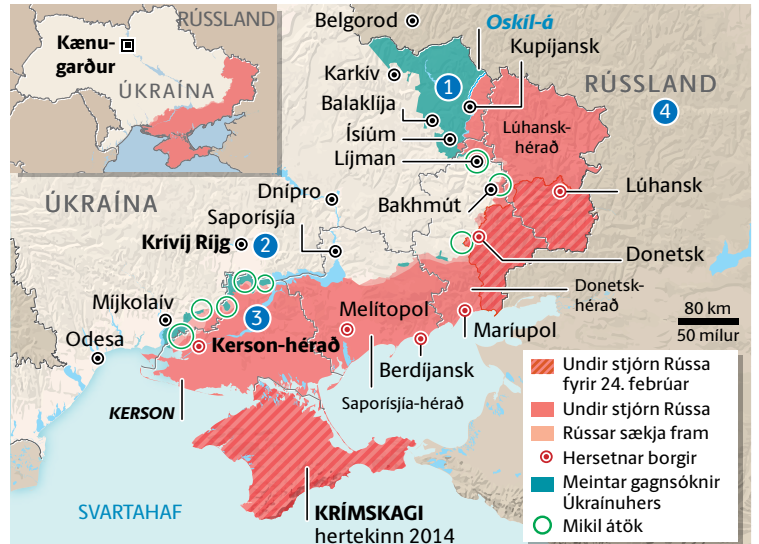 RÚSSLAND
Kænu-
garður
ÚKRAÍNA
Belgorod
Oskíl-á
Kupíjansk
Karkív
1
RÚSSLAND
4
Balaklíja
Ísíúm
Lúhansk-
hérað
Líjman
Bakhmút
Lúhansk
ÚKRAÍNA
Dnípro
Saporísjía
Krívíj Ríjg
2
Donetsk
Donetsk-
hérað
Míjkolaív
3
Melítopol
80 km
50 mílur
Odesa
Kerson-hérað
Maríupol
Berdíjansk
KERSON
Saporísjía-hérað
Undir stjórn Rússa
fyrir 24. febrúar
Undir stjórn Rússa
Rússar sækja fram
Hersetnar borgir
Meintar gagnsóknir
Úkraínuhers
Mikil átök
SVARTAHAF
KRÍMSKAGI
hertekinn 2014